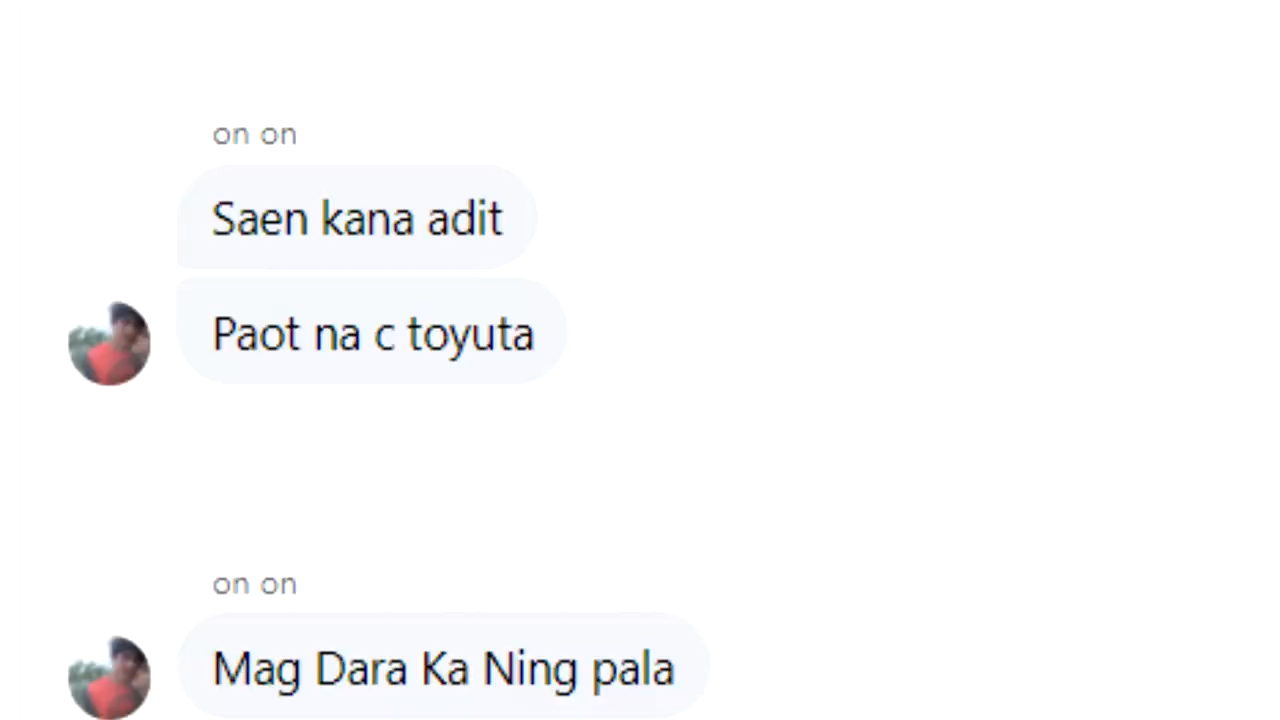 on on
Saen kana adit
Paot na c toyuta
on on
Mag Dara Ka Ning pala